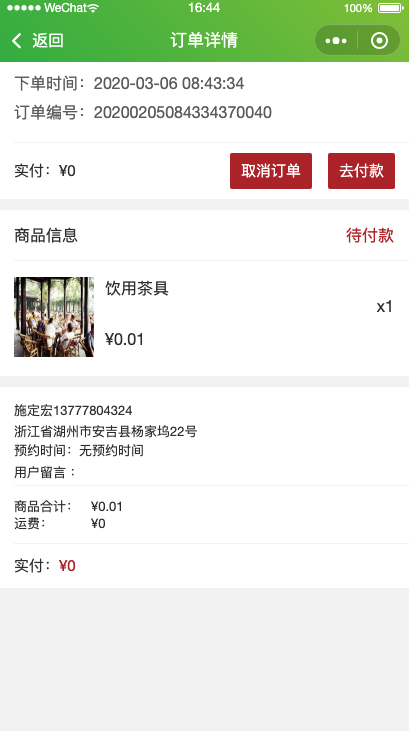 WeChat 16:44 100%
返回 订单详情
下单时间：2020-03-06 08:43:34
订单编号：20200205084334370040
实付：¥0 取消订单 去付款
商品信息 待付款
饮用茶具
x1
¥0.01
施定宏13777804324
浙江省湖州市安吉县杨家坞22号
预约时间：无预约时间
用户留言：
商品合计： ¥0.01
运费： ¥0
实付：¥0